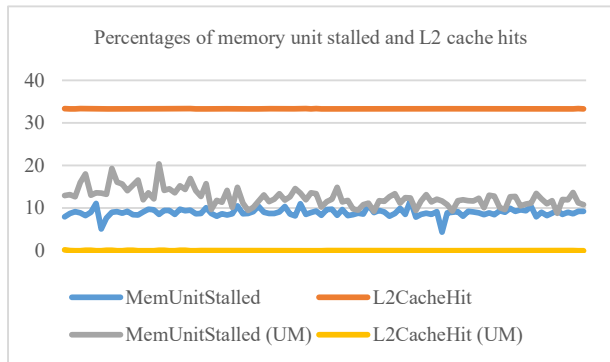 Percentages of memory unit stalled and L2 cache hits
40
30
20
10
0
MemUnitStalled L2CacheHit
MemUnitStalled (UM) L2CacheHit (UM)